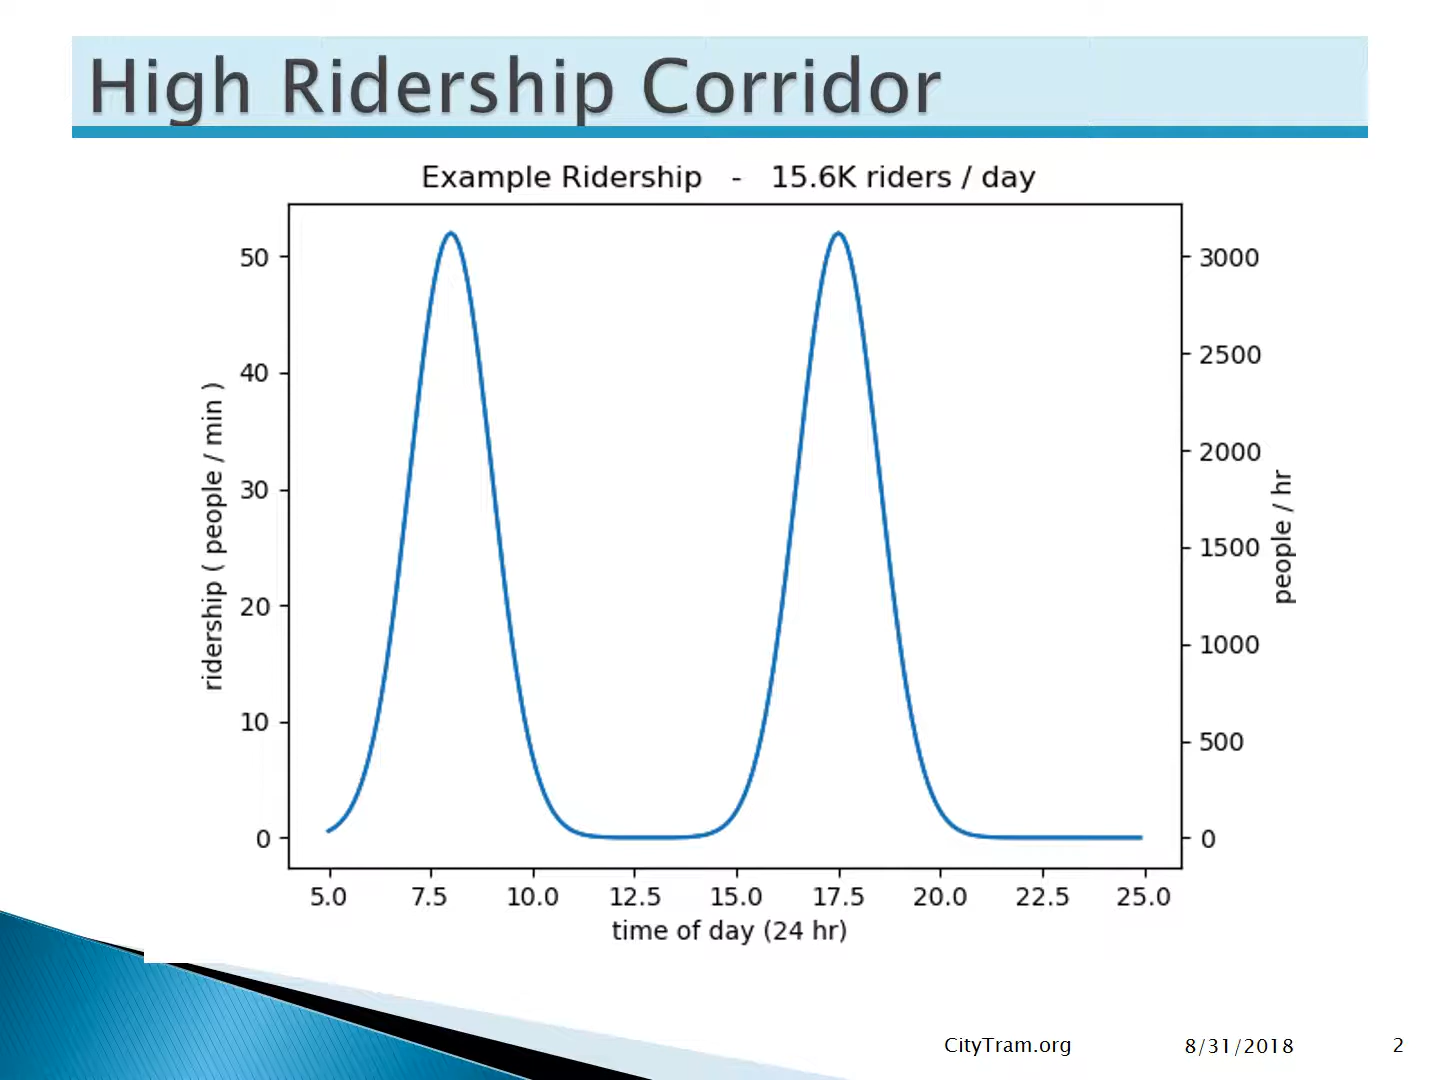 High Ridership Corridor
Example Ridership - 15.6K riders / day
50
40
30
20
10
0
ridership ( people / min )
3000
2500
2000
1500
1000
500
0
people / hr
5.0 7.5 10.0 12.5 15.0 17.5 20.0 22.5 25.0
time of day (24 hr)
CityTram.org 8/31/2018 2